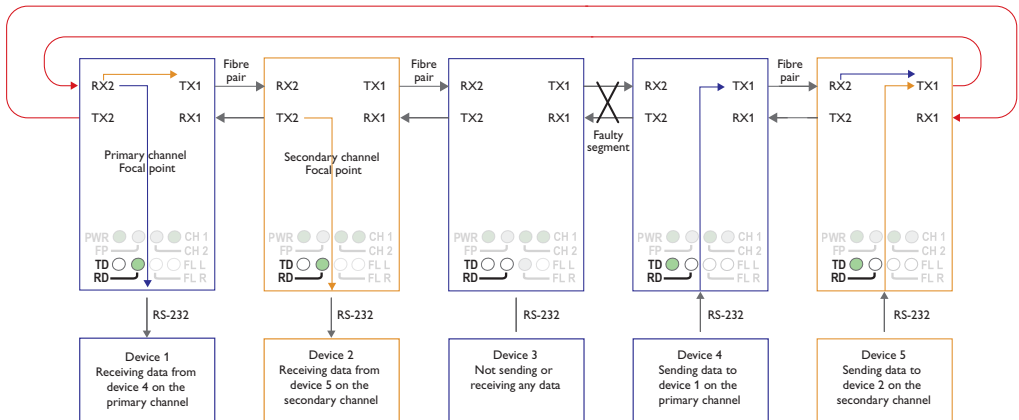 Fibre
pair
Fibre
pair
Fibre
pair
RX2
TX1
TX2
RX1
Primary channel
Focal point
PWR
CH 1
FP
CH 2
TD
FL L
RD
FL R
RX2
TX1
TX2
RX1
Secondary channel
Focal point
PWR
CH 1
FP
CH 2
TD
FL L
RD
FL R
RX2
TX1
TX2
RX1
PWR
CH 1
FP
CH 2
TD
FL L
RD
FL R
Faulty
segment
RX2
TX1
TX2
RX1
PWR
CH 1
FP
CH 2
TD
FL L
RD
FL R
RX2
TX1
TX2
RX1
PWR
CH 1
FP
CH 2
TD
FL L
RD
FL R
RS-232
RS-232
RS-232
RS-232
RS-232
Device 1
Receiving data from
device 4 on the
primary channel
Device 2
Receiving data from
device 5 on the
secondary channel
Device 3
Not sending or
receiving any data
Device 4
Sending data to
device 1 on the
primary channel
Device 5
Sending data to
device 2 on the
secondary channel